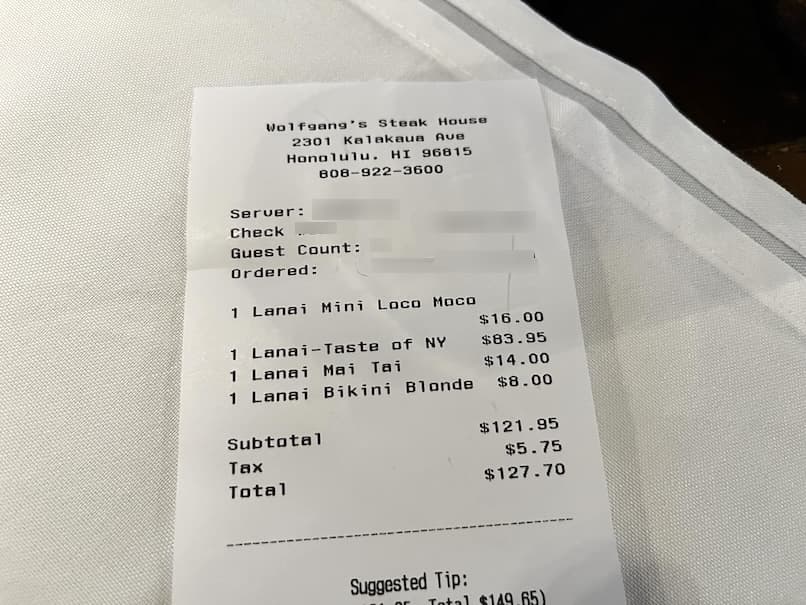 Wolfgang's Steak House
2301 Kalakaua Ave
Honolulu, HI 96815
808-922-3600
Server:
Check
Guest Count:
Ordered:
1 Lanai Mini Loco Moco
$16.00
1 Lanai-Taste of NY $83.95
1 Lanai Mai Tai $14.00
1 Lanai Bikini Blonde $8.00
Subtotal $121.95
Tax $5.75
Total $127.70
Suggested Tip:
Total $149.65)